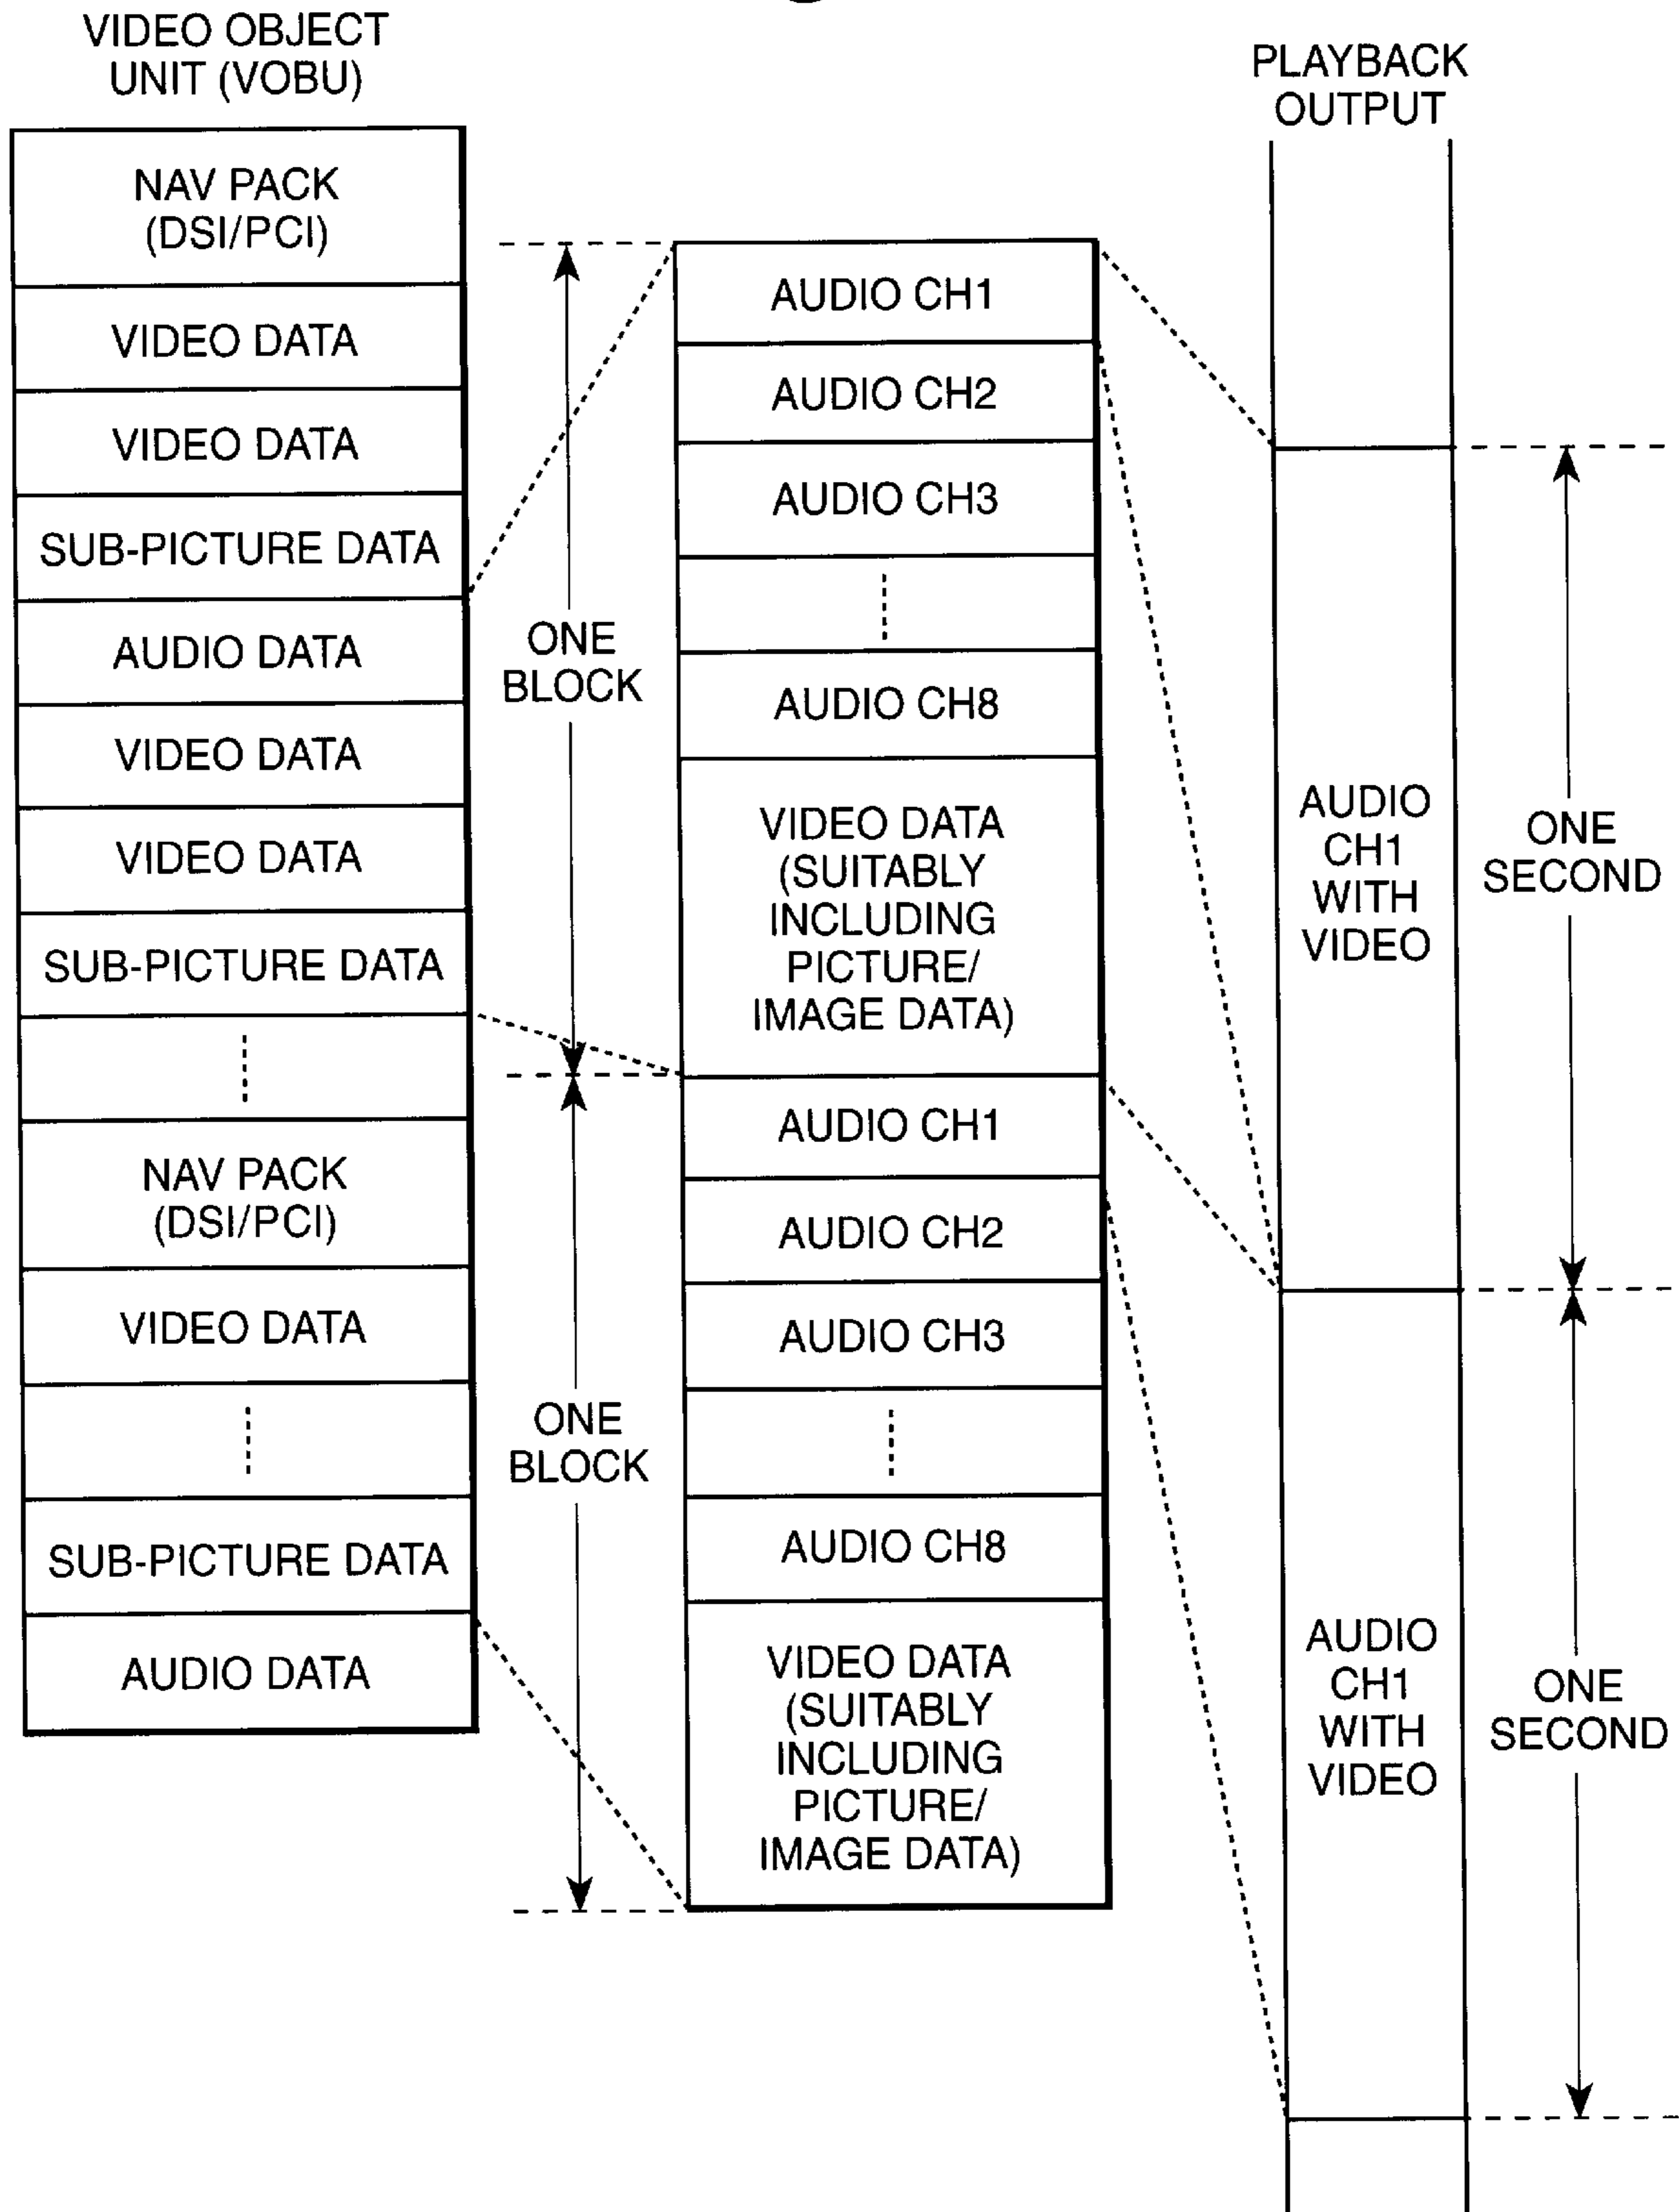 VIDEO OBJECT
UNIT (VOBU)
NAV PACK
(DSI/PCI)
VIDEO DATA
VIDEO DATA
SUB-PICTURE DATA
AUDIO DATA
VIDEO DATA
VIDEO DATA
SUB-PICTURE DATA
NAV PACK
(DSI/PCI)
VIDEO DATA
SUB-PICTURE DATA
AUDIO DATA
ONE
BLOCK
ONE
BLOCK
AUDIO CH1
AUDIO CH2
AUDIO CH3
AUDIO CH8
VIDEO DATA
(SUITABLY
INCLUDING
PICTURE/
IMAGE DATA)
AUDIO CH1
AUDIO CH2
AUDIO CH3
AUDIO CH8
VIDEO DATA
(SUITABLY
INCLUDING
PICTURE/
IMAGE DATA)
PLAYBACK
OUTPUT
AUDIO
CH1
WITH
VIDEO
ONE
SECOND
AUDIO
CH1
WITH
VIDEO
ONE
SECOND